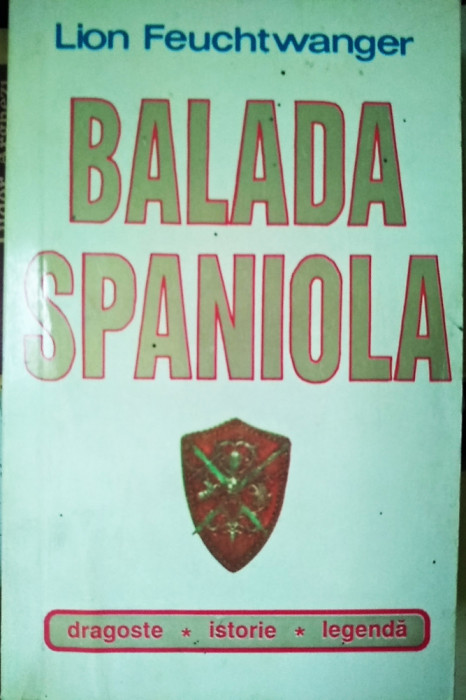 Lion Feuchtwanger
BALADA
SPANIOLA
dragoste * istorie * legendă